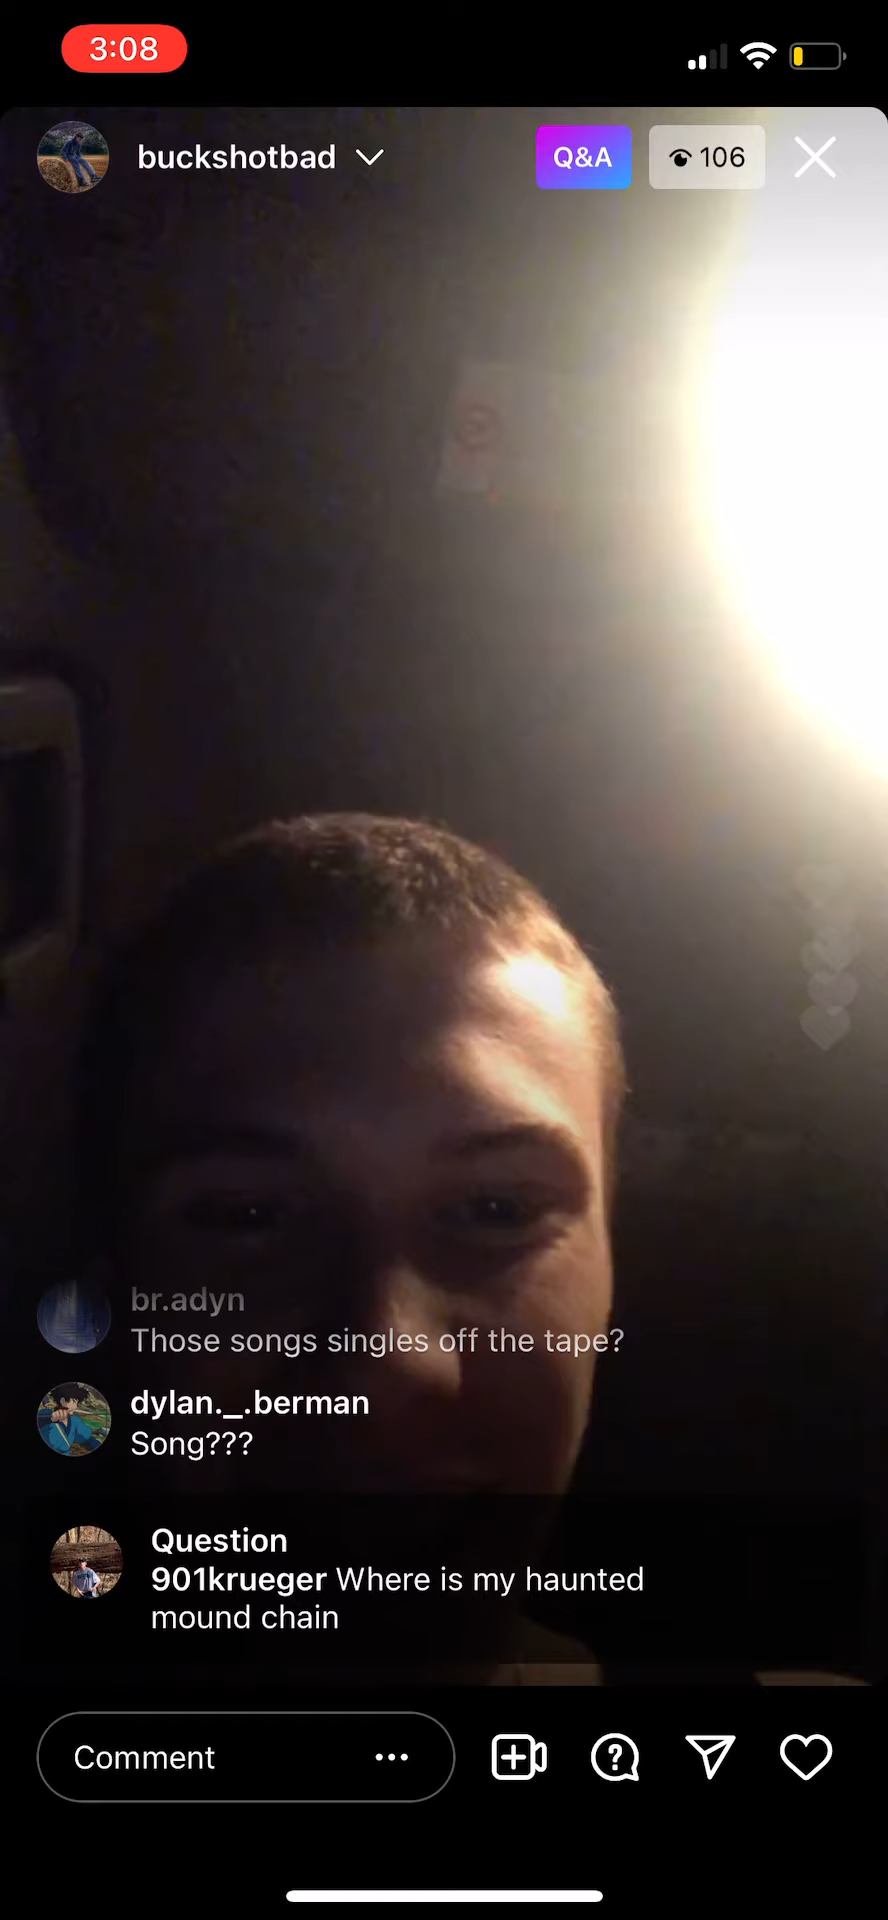 3:08
buckshotbad
Q&A
106
br.adyn
Those songs singles off the tape?
dylan._.berman
Song???
Question
901krueger Where is my haunted
mound chain
Comment